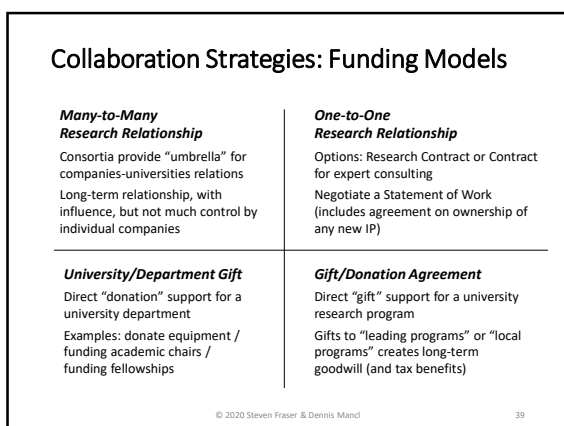 Collaboration Strategies: Funding Models
Many-to-Many
Research Relationship
Consortia provide “umbrella” for
companies-universities relations
Long-term relationship, with
influence, but not much control by
individual companies
One-to-One
Research Relationship
Options: Research Contract or Contract
for expert consulting
Negotiate a Statement of Work
(includes agreement on ownership of
any new IP)
University/Department Gift
Direct “donation” support for a
university department
Examples: donate equipment /
funding academic chairs /
funding fellowships
Gift/Donation Agreement
Direct “gift” support for a university
research program
Gifts to “leading programs” or “local
programs” creates long-term
goodwill (and tax benefits)
© 2020 Steven Fraser & Dennis Mancl
39